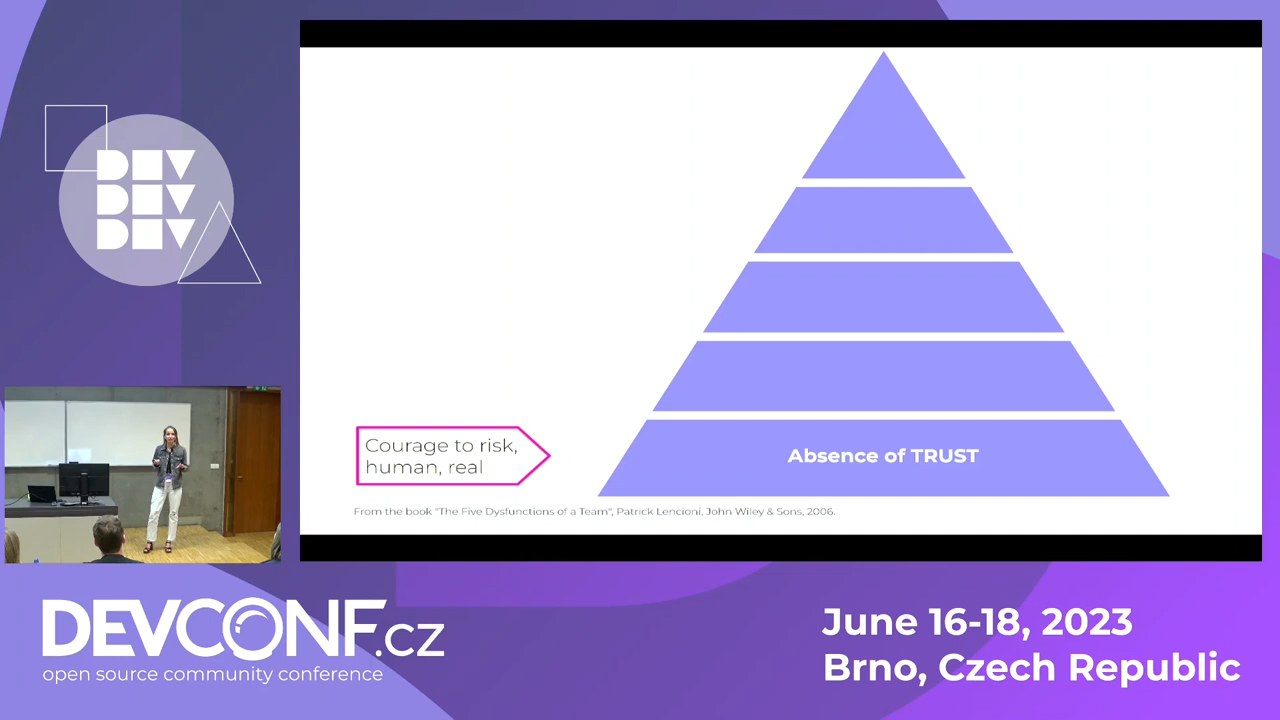 DEV
DEV
DEV
Courage to risk,
human, real
Absence of TRUST
From the book "The Five Dysfunctions of a Team", Patrick Lencioni, John Wiley & Sons, 2006.
DEVCONF.cz
open source community conference
June 16-18, 2023
Brno, Czech Republic